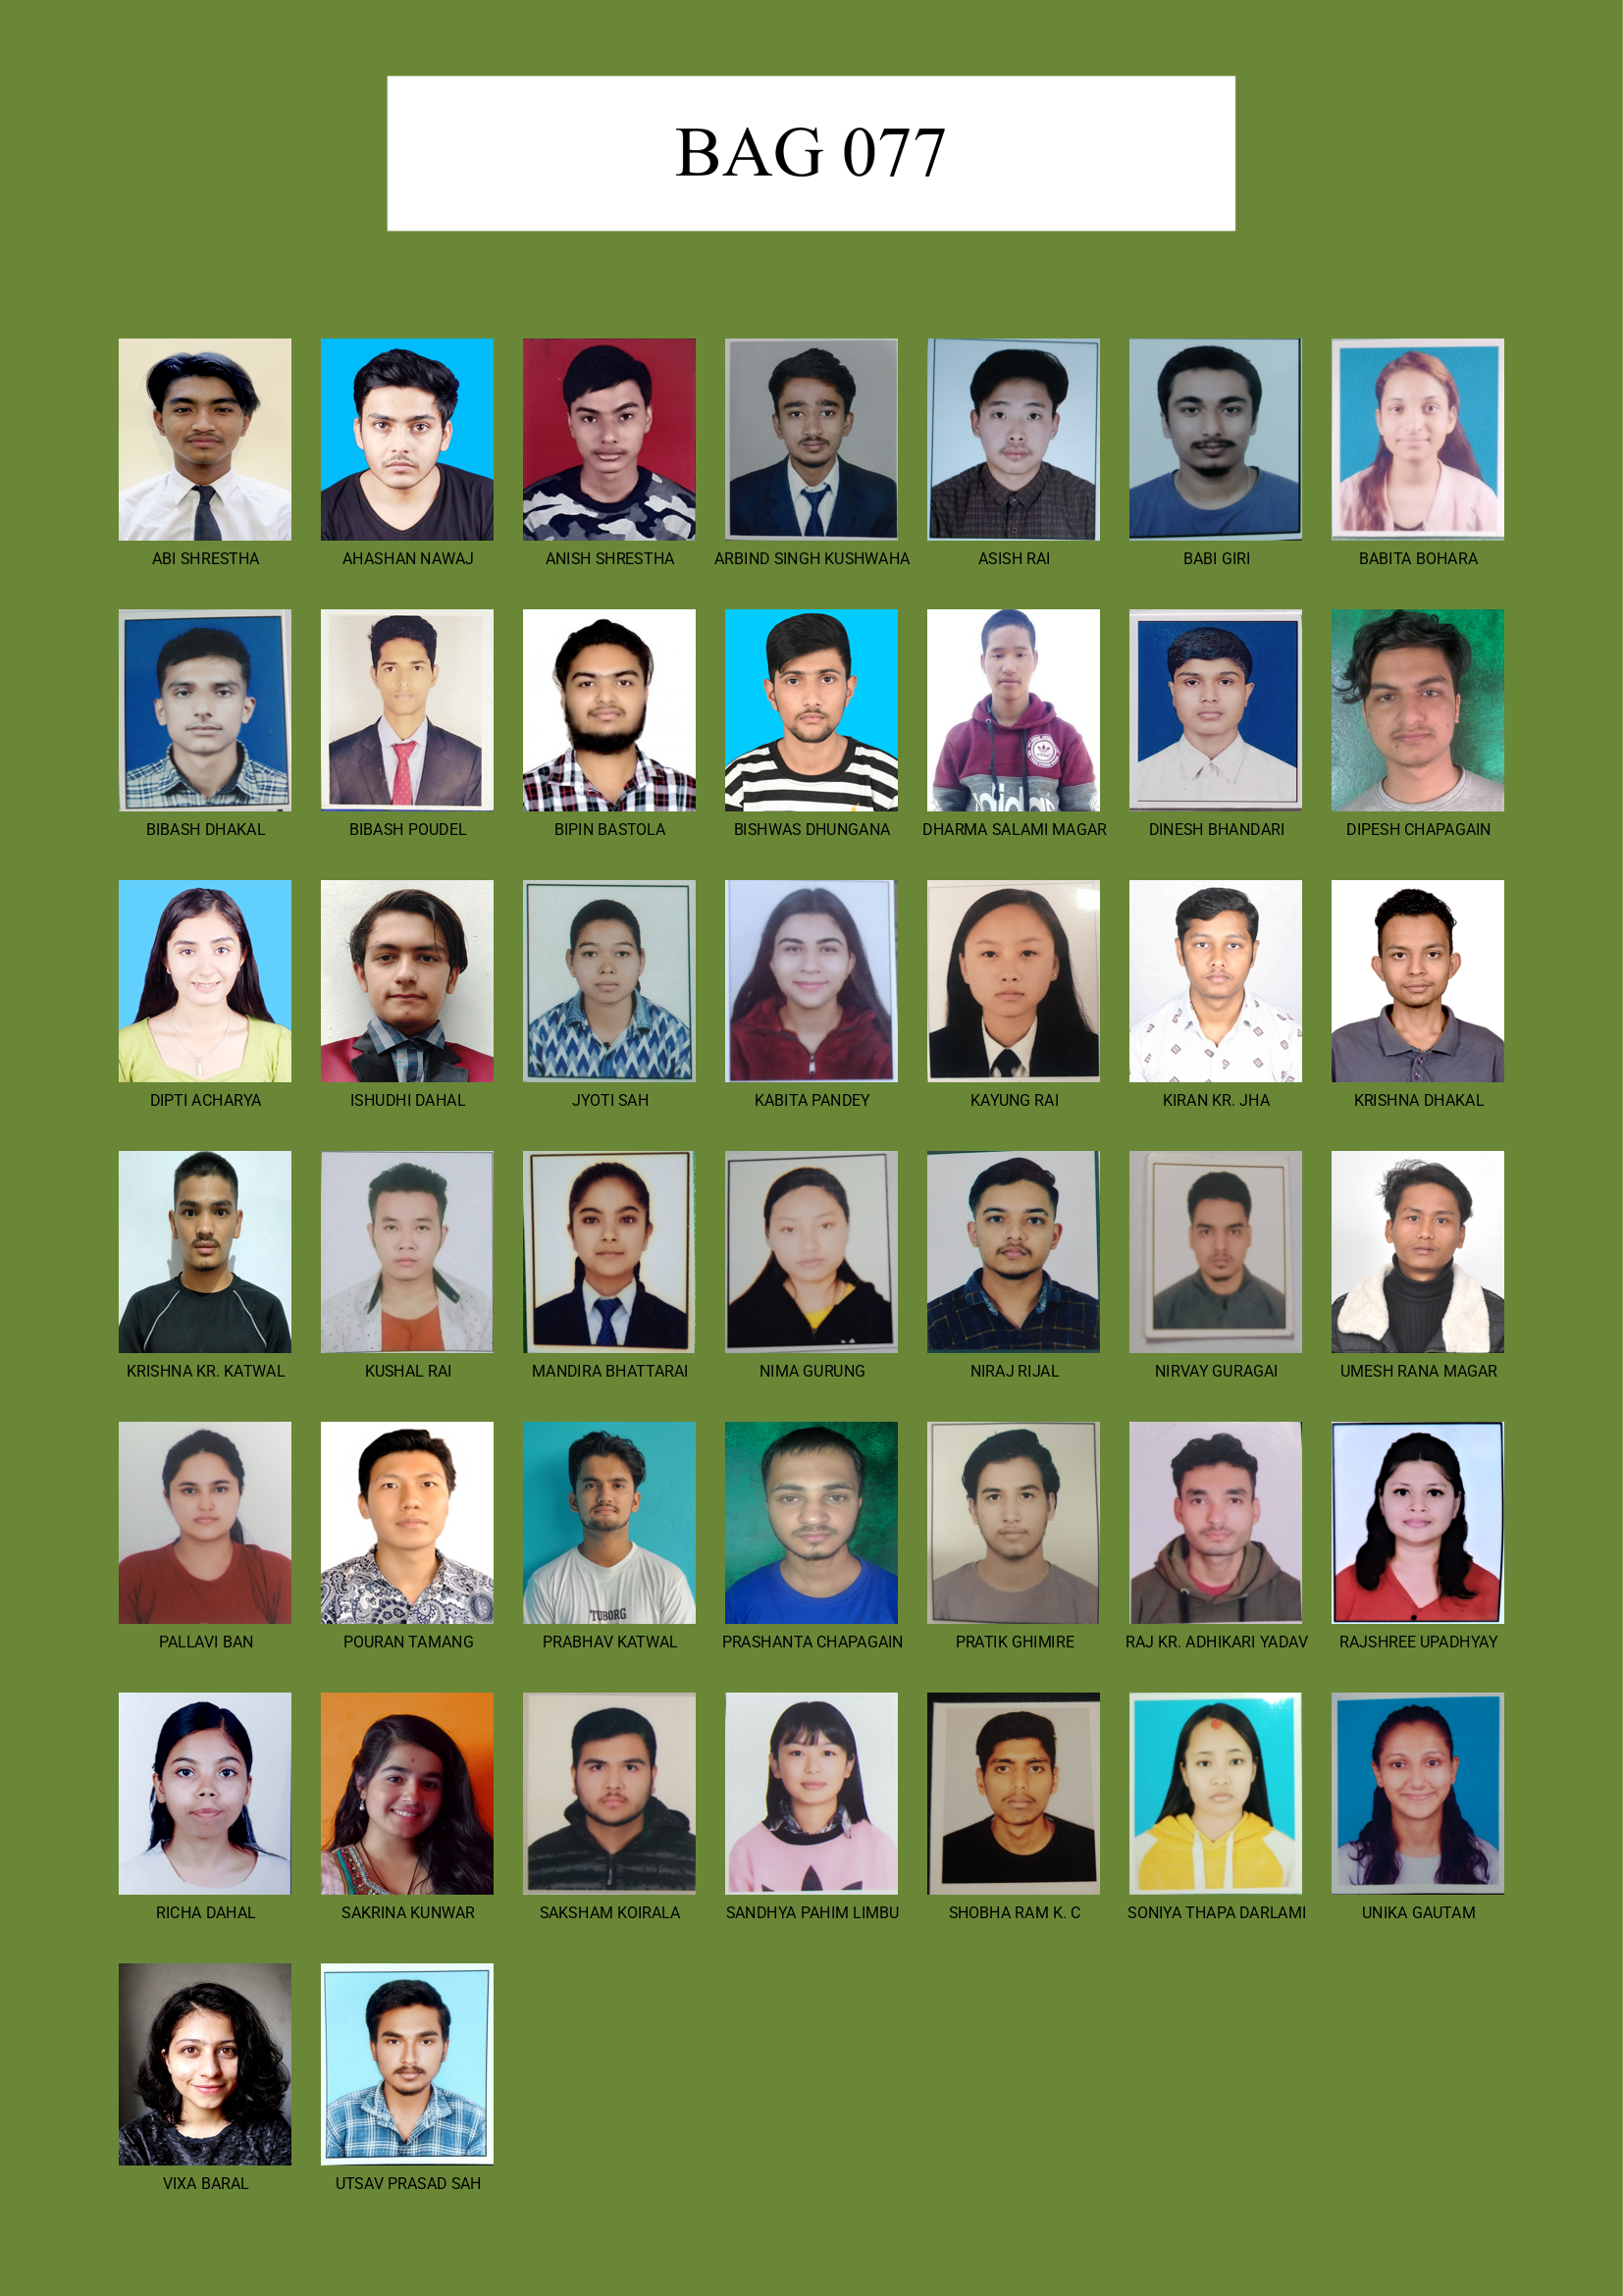 BAG 077
ABI SHRESTHA
AHASHAN NAWAJ
ANISH SHRESTHA
ARBIND SINGH KUSHWAHA
ASISH RAI
BABI GIRI
BABITA BOHARA
BIBASH DHAKAL
BIBASH POUDEL
BIPIN BASTOLA
BISHWAS DHUNGANA
DHARMA SALAMI MAGAR
DINESH BHANDARI
DIPESH CHAPAGAIN
DIPTI ACHARYA
ISHUDHI DAHAL
JYOTI SAH
KABITA PANDEY
KAYUNG RAI
KIRAN KR. JHA
KRISHNA DHAKAL
KRISHNA KR. KATWAL
KUSHAL RAI
MANDIRA BHATTARAI
NIMA GURUNG
NIRAJ RIJAL
NIRVAY GURAGAI
UMESH RANA MAGAR
TUBORG
PALLAVI BAN
POURAN TAMANG
PRABHAV KATWAL
PRASHANTA CHAPAGAIN
PRATIK GHIMIRE
RAJ KR. ADHIKARI YADAV
RAJSHREE UPADHYAY
RICHA DAHAL
SAKRINA KUNWAR
SAKSHAM KOIRALA
SANDHYA PAHIM LIMBU
SHOBHA RAM K. C
SONIYA THAPA DARLAMI
UNIKA GAUTAM
VIXA BARAL
UTSAV PRASAD SAH